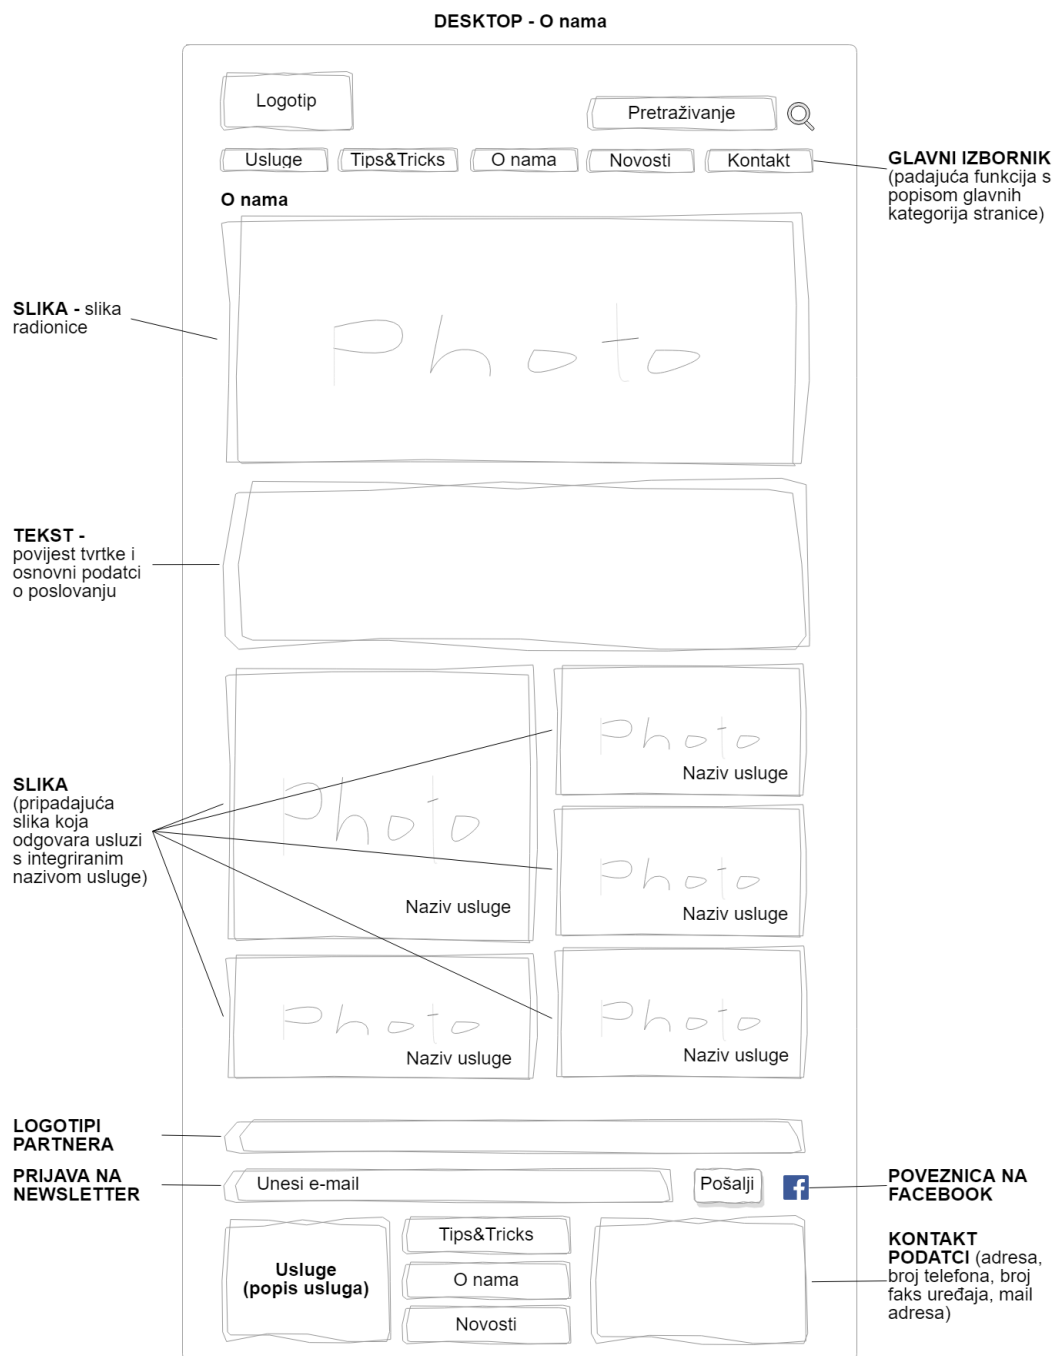 DESKTOP - O nama
Logotip
Pretraživanje
Usluge
Tips&Tricks
O nama
Novosti
Kontakt
GLAVNI IZBORNIK
(padajuća funkcija s
popisom glavnih
kategorija stranice)
O nama
SLIKA - slika
radionice
Photo
TEKST -
povijest tvrtke i
osnovni podatci
o poslovanju
SLIKA
(pripadajuća
slika koja
odgovara usluzi
s integriranim
nazivom usluge)
Photo
Naziv usluge
Photo
Naziv usluge
Photo
Naziv usluge
Photo
Naziv usluge
Photo
Naziv usluge
LOGOTIPI
PARTNERA
PRIJAVA NA
NEWSLETTER
Unesi e-mail
Pošalji
f
POVEZNICA NA
FACEBOOK
Usluge
(popis usluga)
Tips&Tricks
O nama
Novosti
KONTAKT
PODATCI (adresa,
broj telefona, broj
faks uređaja, mail
adresa)